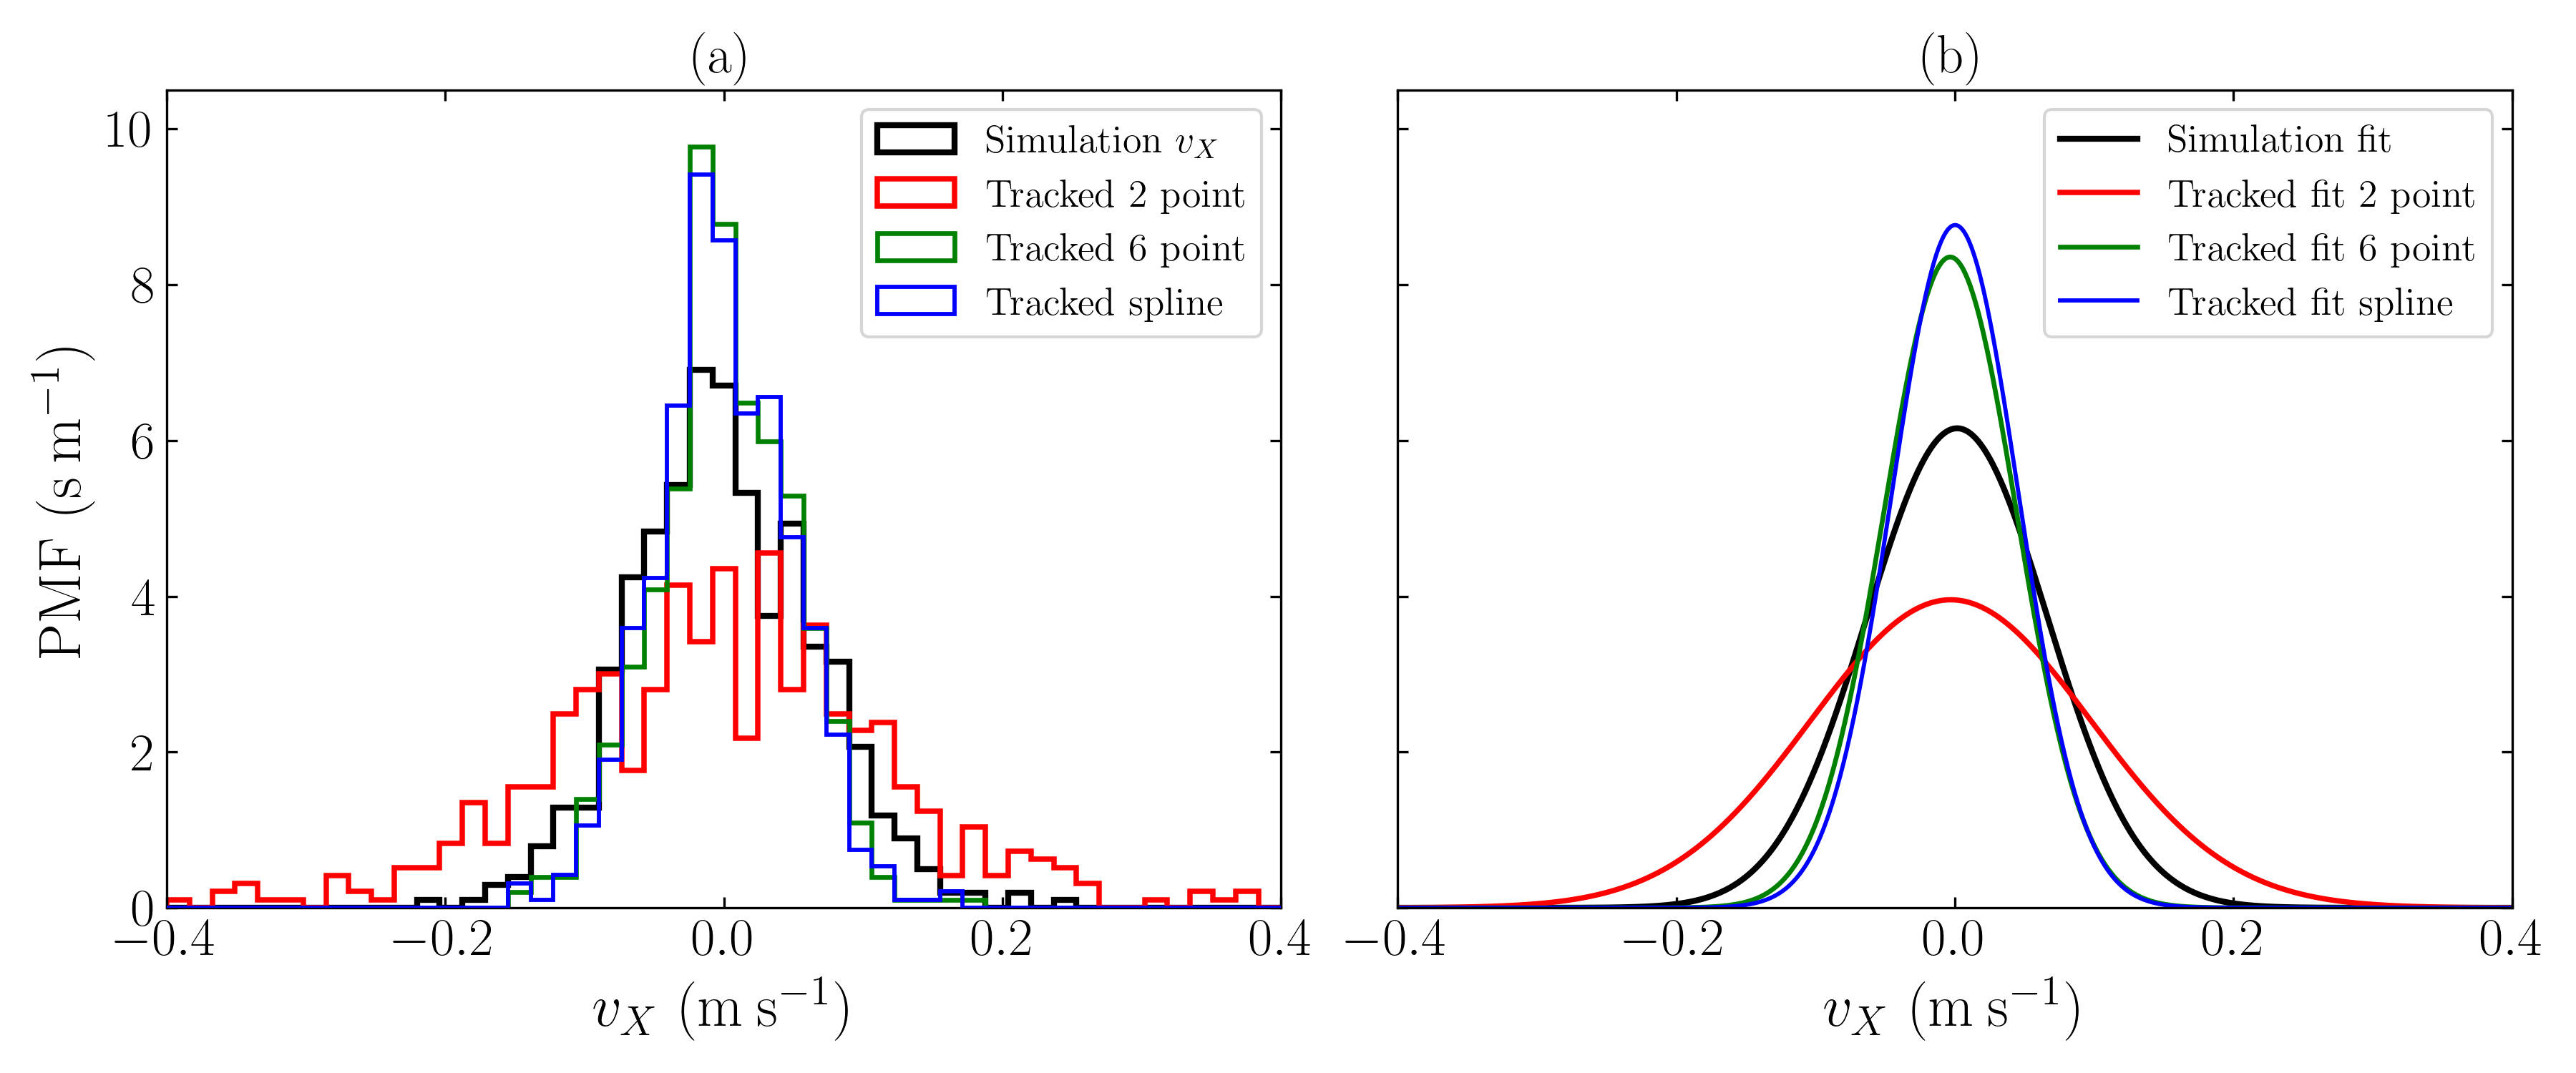 (a)
10
8
6
4
2
0
PMF (s m⁻¹)
Simulation v_X
Tracked 2 point
Tracked 6 point
Tracked spline
−0.4 −0.2 0.0 0.2 0.4
v_X (m s⁻¹)
(b)
Simulation fit
Tracked fit 2 point
Tracked fit 6 point
Tracked fit spline
−0.4 −0.2 0.0 0.2 0.4
v_X (m s⁻¹)